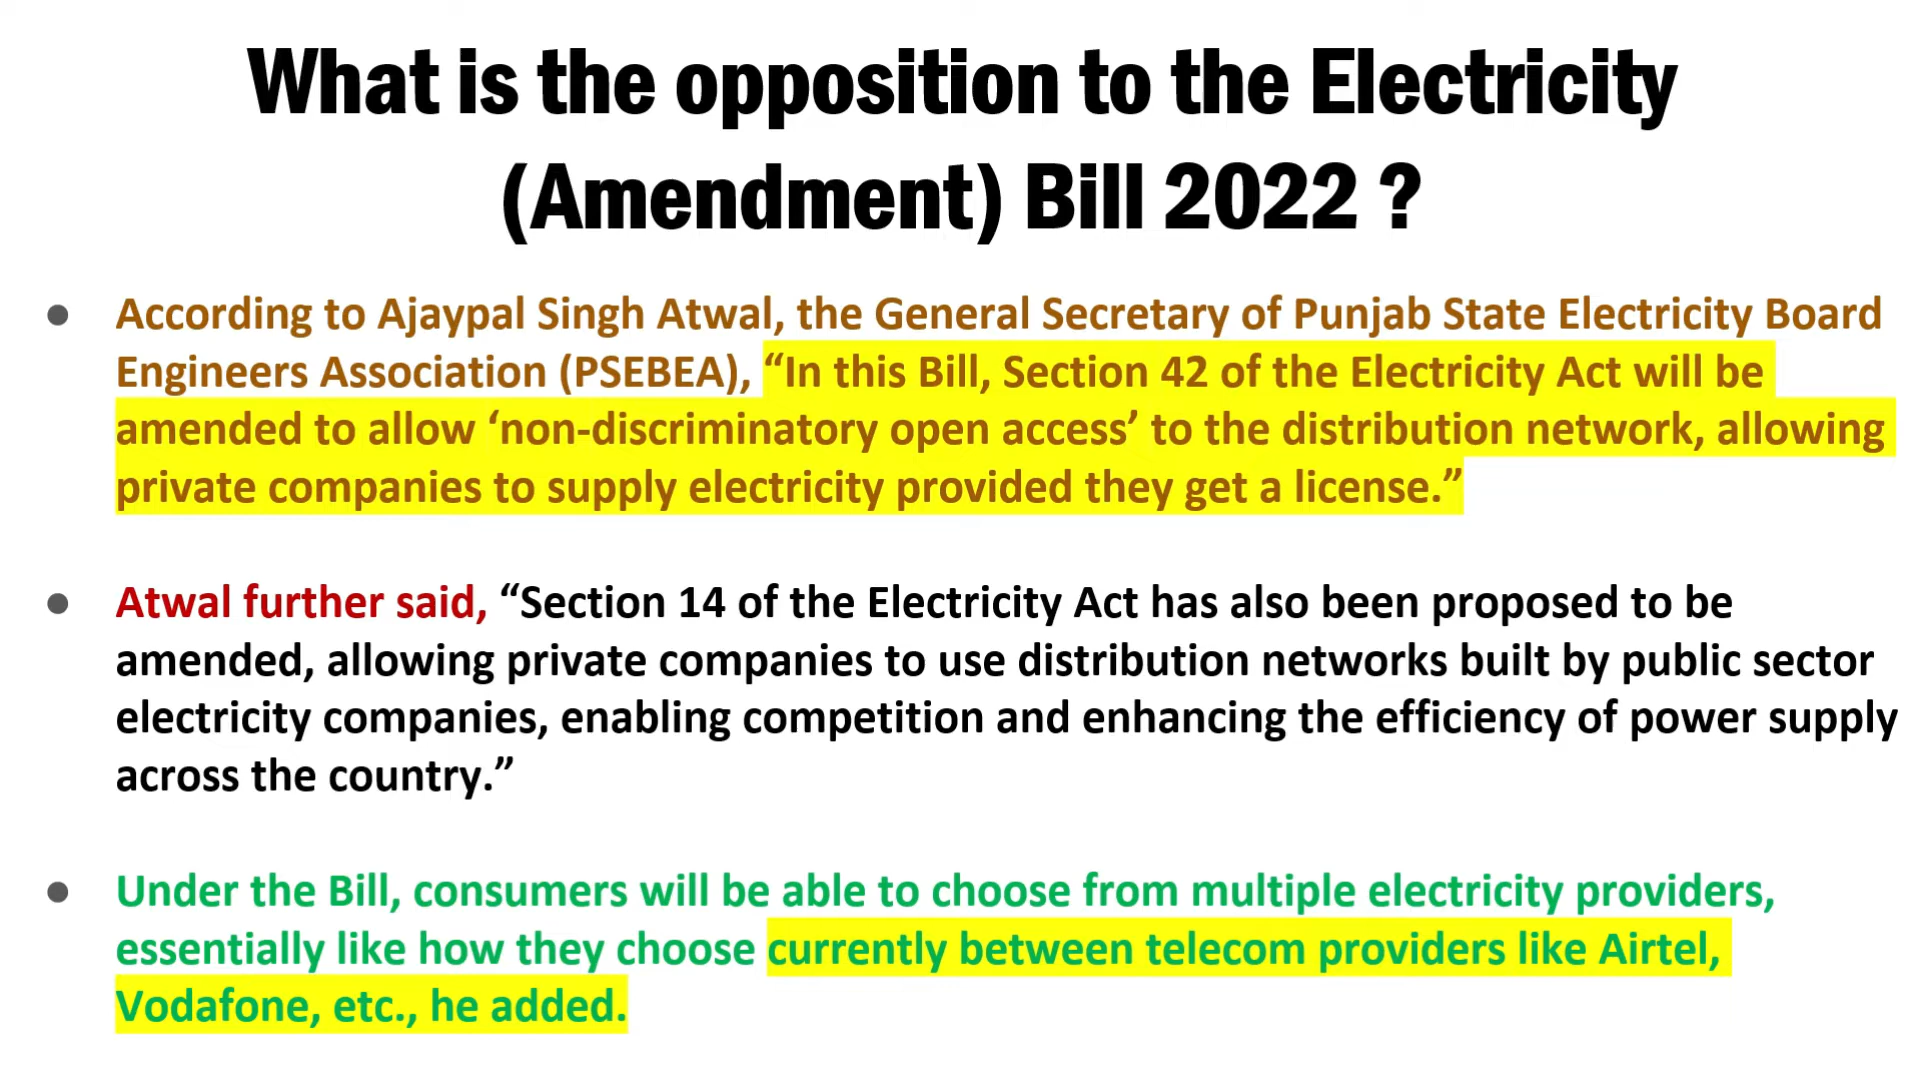 What is the opposition to the Electricity
(Amendment) Bill 2022 ?
● According to Ajaypal Singh Atwal, the General Secretary of Punjab State Electricity Board
Engineers Association (PSEBEA), “In this Bill, Section 42 of the Electricity Act will be
amended to allow ‘non-discriminatory open access’ to the distribution network, allowing
private companies to supply electricity provided they get a license.”
● Atwal further said, “Section 14 of the Electricity Act has also been proposed to be
amended, allowing private companies to use distribution networks built by public sector
electricity companies, enabling competition and enhancing the efficiency of power supply
across the country.”
● Under the Bill, consumers will be able to choose from multiple electricity providers,
essentially like how they choose currently between telecom providers like Airtel,
Vodafone, etc., he added.